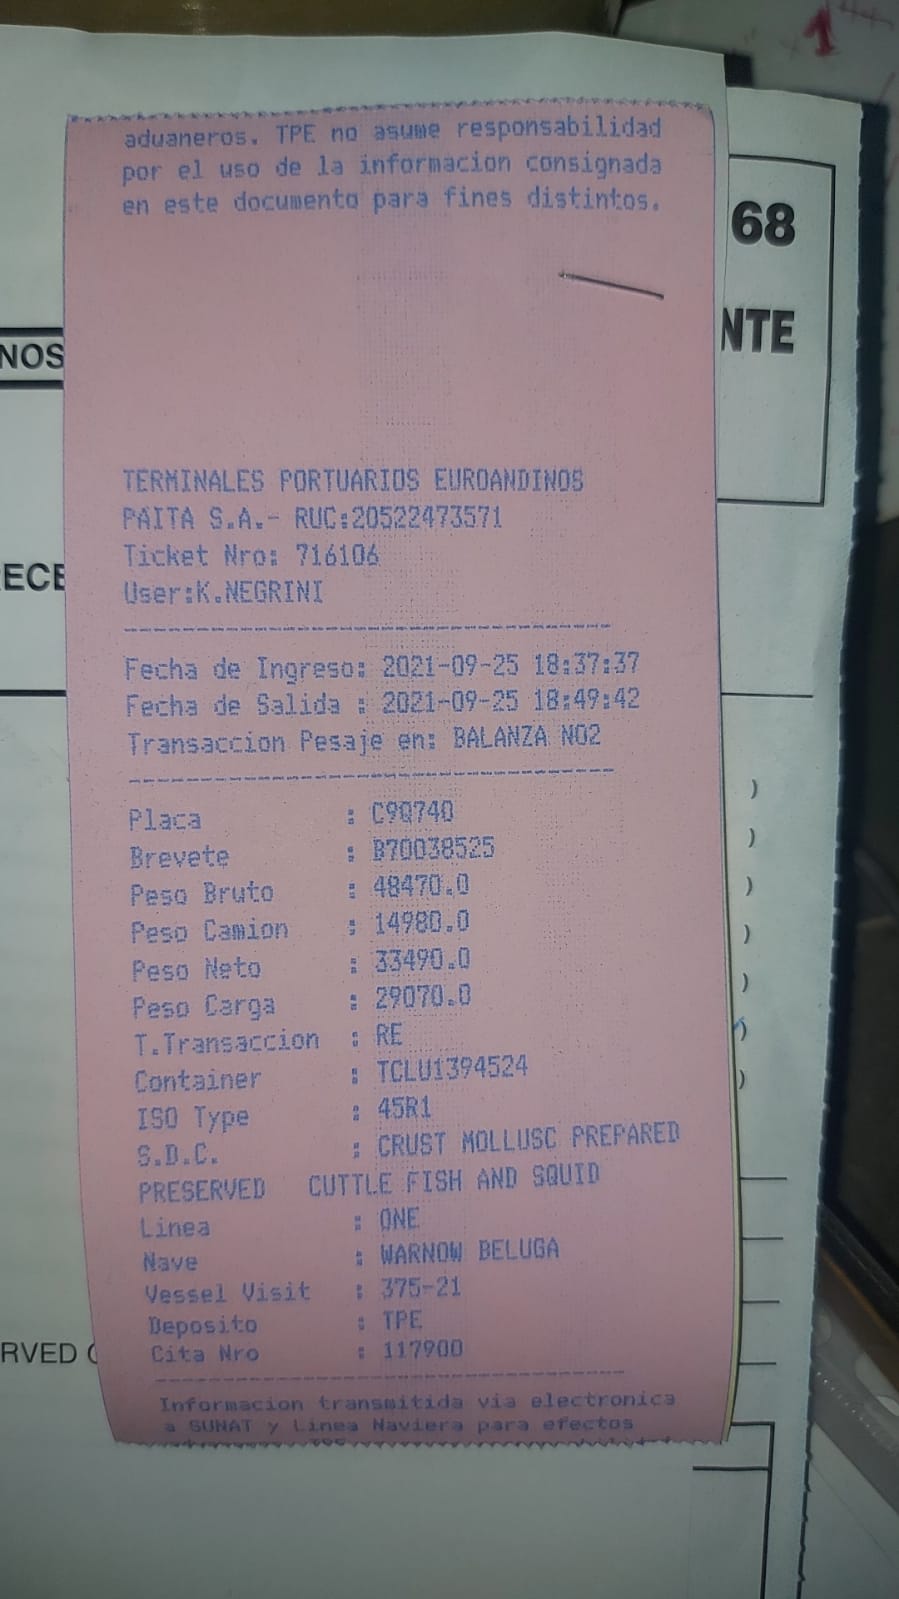 aduaneros. TPE no asume responsabilidad
por el uso de la informacion consignada
en este documento para fines distintos.
68
NTE
NOS
TERMINALES PORTUARIOS EUROANDINOS
PAITA S.A.- RUC:20522473571
Ticket Nro: 716106
User:K.NEGRINI
RECE
Fecha de Ingreso: 2021-09-25 18:37:37
Fecha de Salida : 2021-09-25 18:49:42
Transaccion Pesaje en: BALANZA NO2
Placa : C9Q740
Brevete : B70038525
Peso Bruto : 48470.0
Peso Camion : 14980.0
Peso Neto : 33490.0
Peso Carga : 29070.0
T.Transaccion : RE
Container : TCLU1394524
ISO Type : 45R1
S.D.C. : CRUST MOLLUSC PREPARED
PRESERVED CUTTLE FISH AND SQUID
Linea : ONE
Nave : WARNOW BELUGA
Vessel Visit : 375-21
Deposito : TPE
Cita Nro : 117900
RVED
Informacion transmitida via electronica
a SUNAT y Linea Naviera para efectos